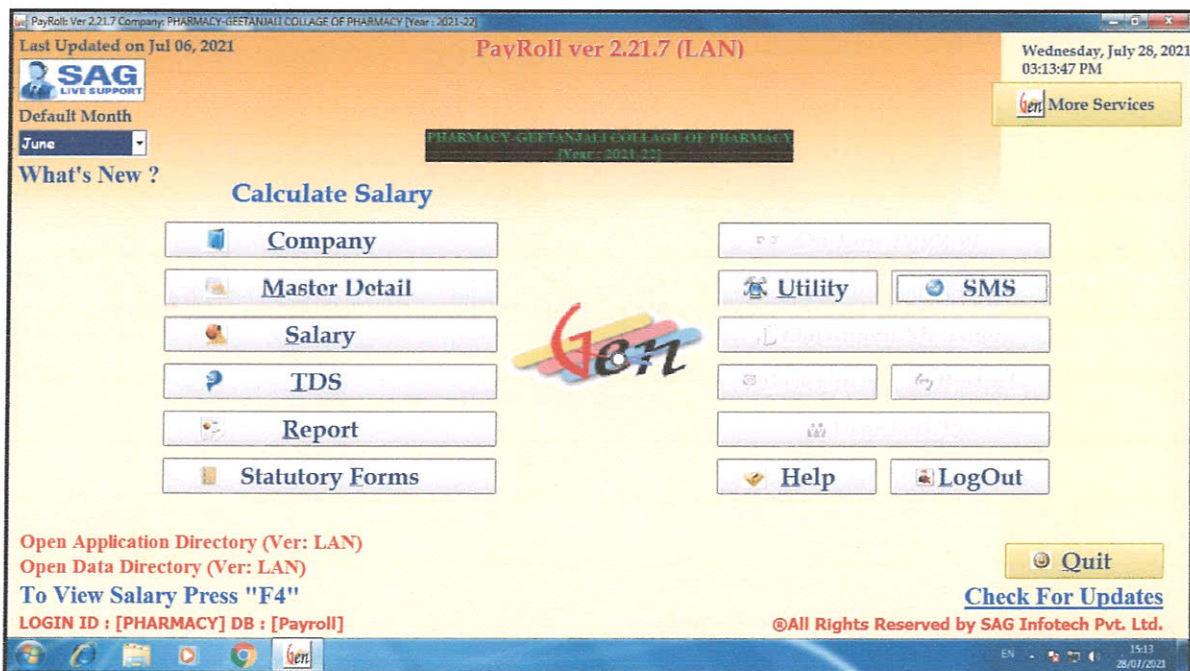 PayRoll: Ver 2.21.7 Company: PHARMACY-GEETANJALI COLLAGE OF PHARMACY [Year : 2021-22]
Last Updated on Jul 06, 2021
PayRoll ver 2.21.7 (LAN)
Wednesday, July 28, 2021
03:13:47 PM
SAG
LIVE SUPPORT
Gen More Services
Default Month
June
PHARMACY-GEETANJALI COLLAGE OF PHARMACY
[Year : 2021-22]
What's New ?
Calculate Salary
Company
Master Detail
Utility
SMS
Salary
Gen
TDS
Report
Statutory Forms
Help
LogOut
Open Application Directory (Ver: LAN)
Open Data Directory (Ver: LAN)
Quit
To View Salary Press "F4"
Check For Updates
LOGIN ID : [PHARMACY] DB : [Payroll]
®All Rights Reserved by SAG Infotech Pvt. Ltd.
Gen
EN
15:13
28/07/2021